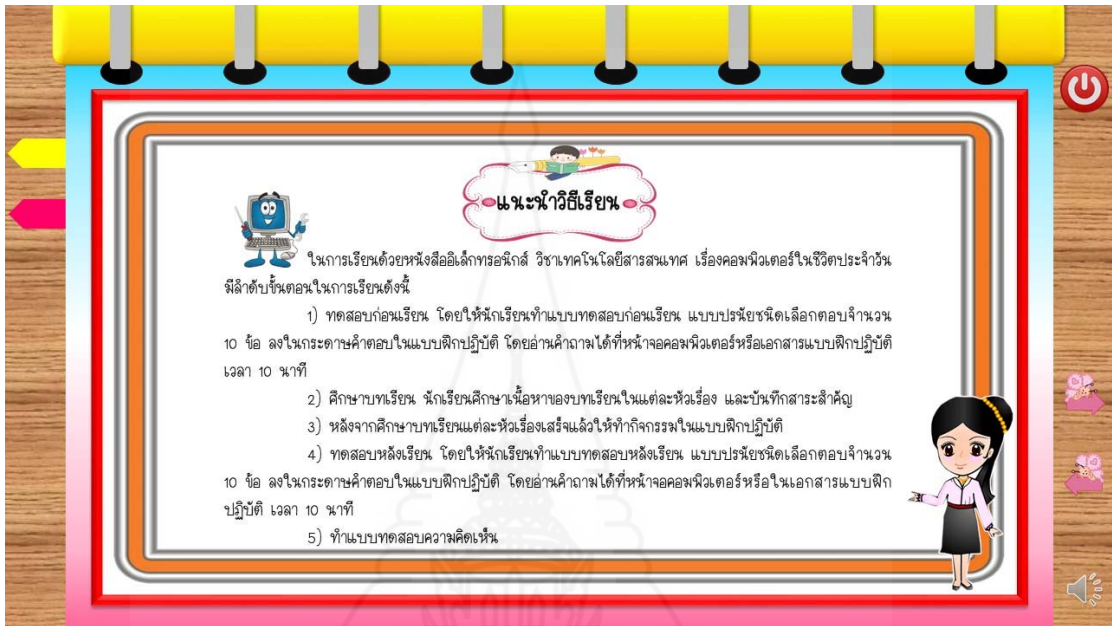 แนะนำวิธีเรียน
ในการเรียนด้วยหนังสืออิเล็กทรอนิกส์ วิชาเทคโนโลยีสารสนเทศ เรื่องคอมพิวเตอร์ในชีวิตประจำวัน
มีลำดับขั้นตอนในการเรียนดังนี้
1) ทดสอบก่อนเรียน โดยให้นักเรียนทำแบบทดสอบก่อนเรียน แบบปรนัยชนิดเลือกตอบจำนวน
10 ข้อ ลงในกระดาษคำตอบในแบบฝึกปฏิบัติ โดยอ่านคำถามได้ที่หน้าจอคอมพิวเตอร์หรือเอกสารแบบฝึกปฏิบัติ
เวลา 10 นาที
2) ศึกษาบทเรียน นักเรียนศึกษาเนื้อหาของบทเรียนในแต่ละหัวเรื่อง และบันทึกสาระสำคัญ
3) หลังจากศึกษาบทเรียนแต่ละหัวเรื่องเสร็จแล้วให้ทำกิจกรรมในแบบฝึกปฏิบัติ
4) ทดสอบหลังเรียน โดยให้นักเรียนทำแบบทดสอบหลังเรียน แบบปรนัยชนิดเลือกตอบจำนวน
10 ข้อ ลงในกระดาษคำตอบในแบบฝึกปฏิบัติ โดยอ่านคำถามได้ที่หน้าจอคอมพิวเตอร์หรือในเอกสารแบบฝึก
ปฏิบัติ เวลา 10 นาที
5) ทำแบบทดสอบความคิดเห็น